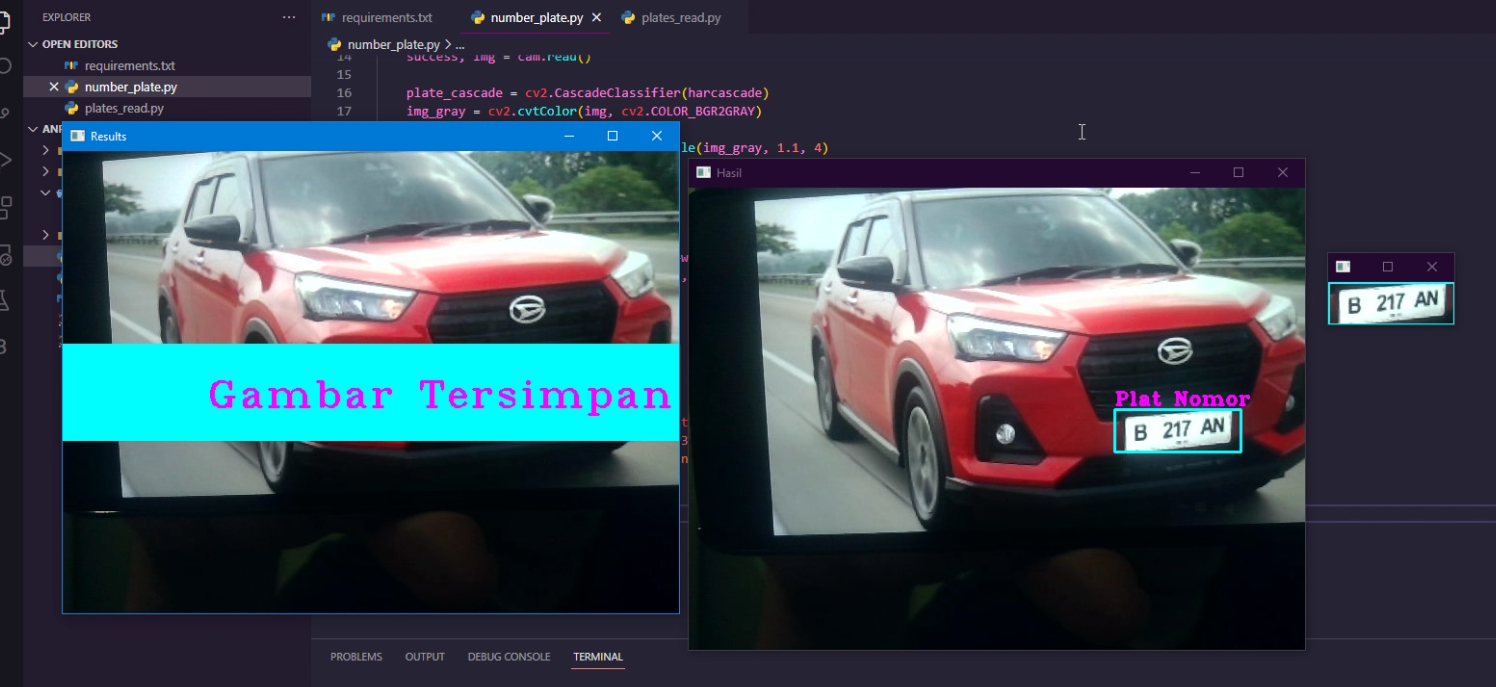 EXPLORER
···
requirements.txt
number_plate.py
plates_read.py
OPEN EDITORS
number_plate.py > ...
requirements.txt
number_plate.py
plates_read.py
14 success, img = cam.read()
15
16 plate_cascade = cv2.CascadeClassifier(harcascade)
17 img_gray = cv2.cvtColor(img, cv2.COLOR_BGR2GRAY)
le(img_gray, 1.1, 4)
Results
Gambar Tersimpan
Hasil
Plat Nomor
B 217 AN
B 217 AN
PROBLEMS
OUTPUT
DEBUG CONSOLE
TERMINAL